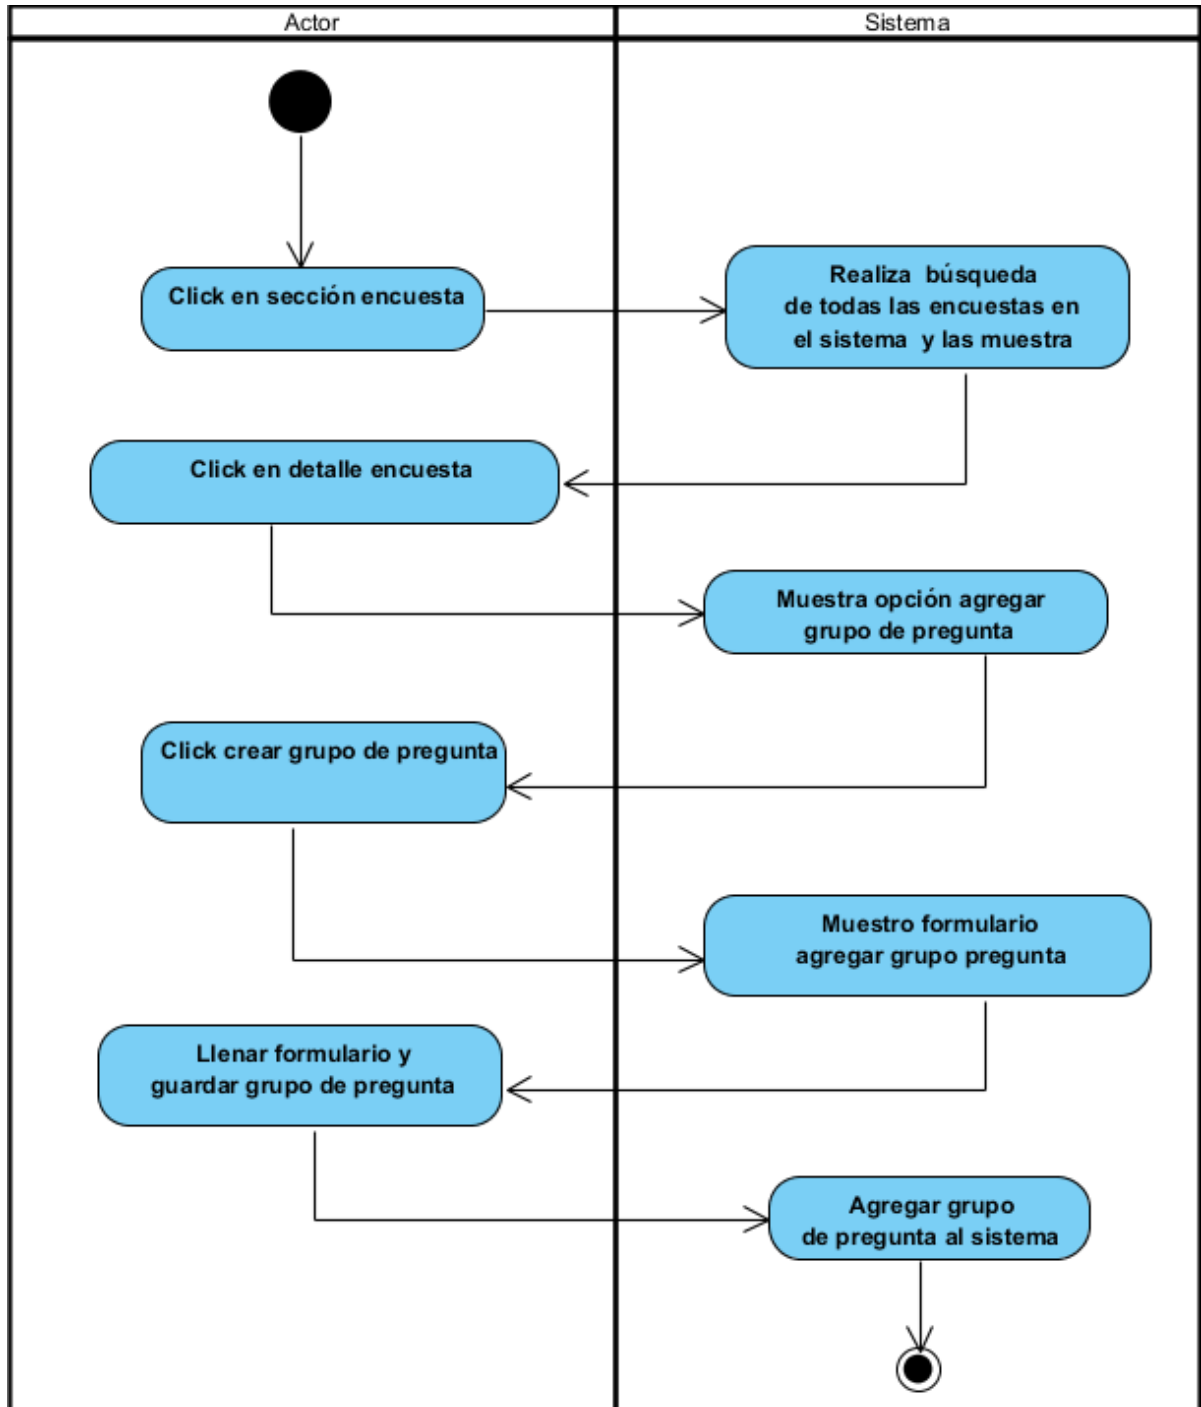 Actor
Sistema
Click en sección encuesta
Realiza búsqueda
de todas las encuestas en
el sistema y las muestra
Click en detalle encuesta
Muestra opción agregar
grupo de pregunta
Click crear grupo de pregunta
Muestro formulario
agregar grupo pregunta
Llenar formulario y
guardar grupo de pregunta
Agregar grupo
de pregunta al sistema